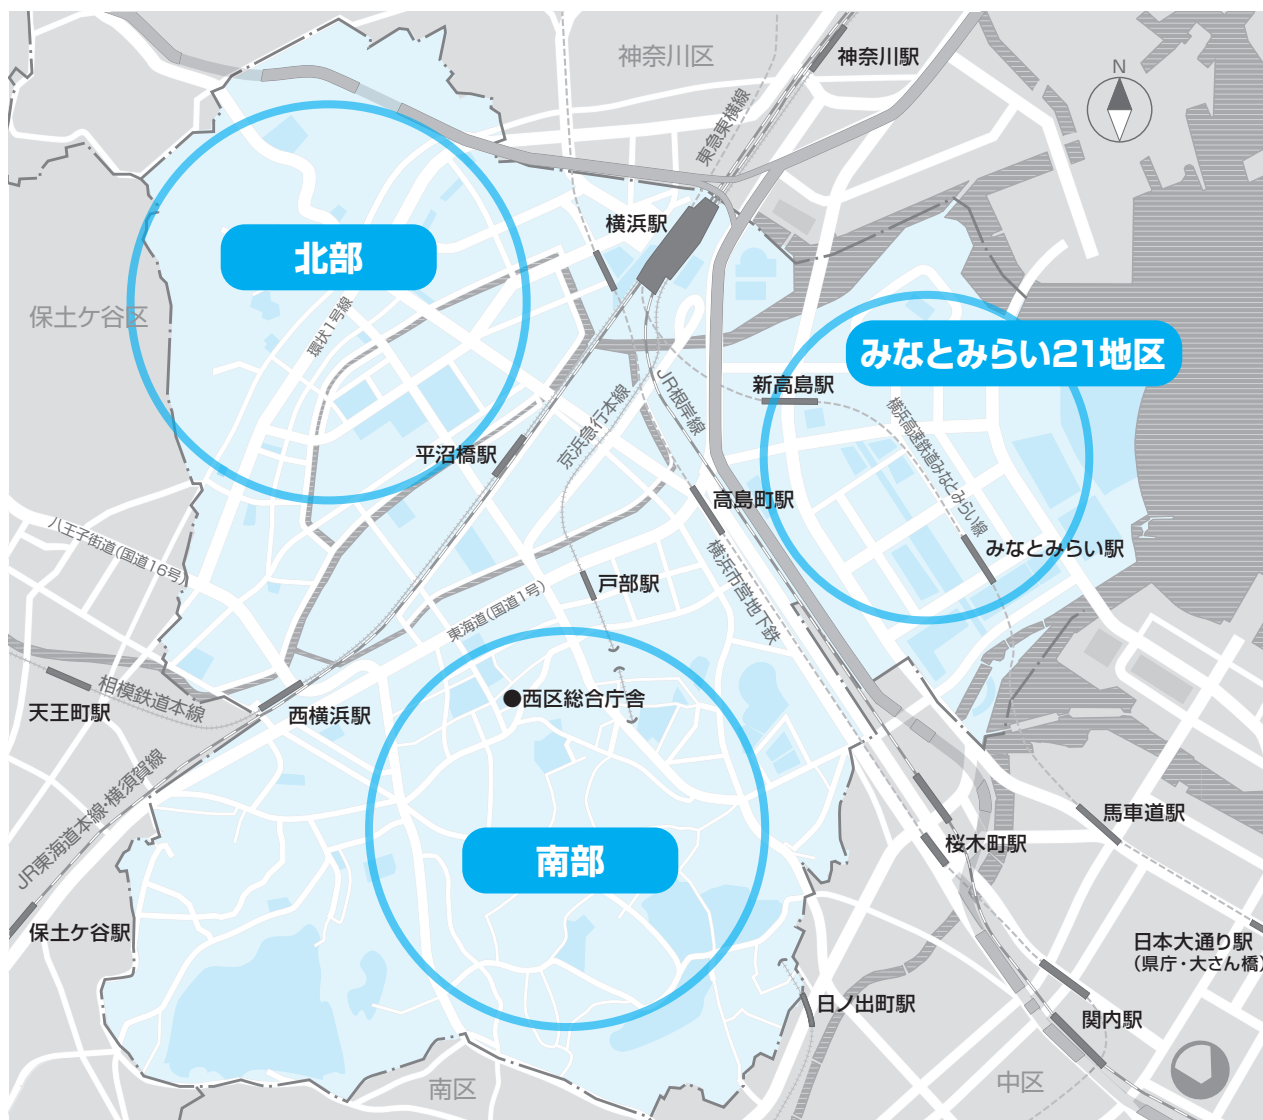 神奈川区
神奈川駅
N
東急東横線
横浜駅
北部
保土ケ谷区
環状1号線
みなとみらい21地区
新高島駅
JR根岸線
横浜高速鉄道みなとみらい線
京浜急行本線
平沼橋駅
高島町駅
みなとみらい駅
八王子街道(国道16号)
横浜市営地下鉄
戸部駅
東海道(国道1号)
相模鉄道本線
天王町駅
西横浜駅
●西区総合庁舎
JR東海道本線・横須賀線
馬車道駅
桜木町駅
南部
保土ケ谷駅
日本大通り駅
(県庁・大さん橋)
日ノ出町駅
関内駅
南区
中区